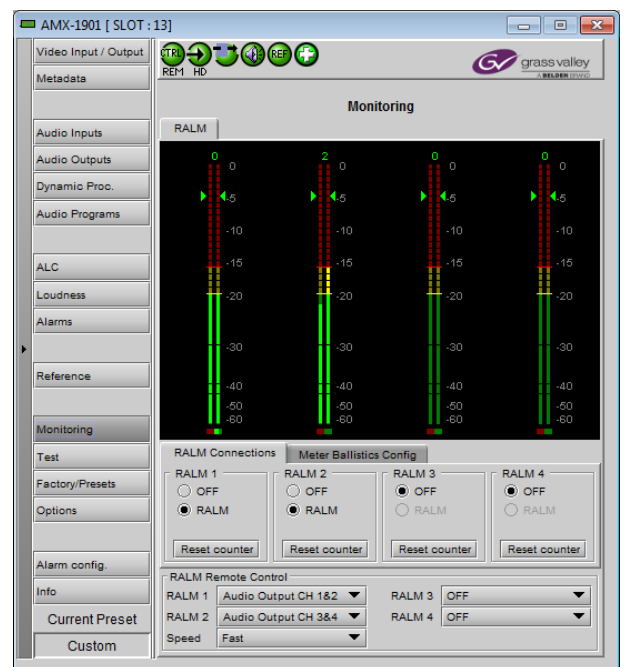 AMX-1901 [ SLOT : 13]
Video Input / Output
Metadata
Audio Inputs
Audio Outputs
Dynamic Proc.
Audio Programs
ALC
Loudness
Alarms
Reference
Monitoring
Test
Factory/Presets
Options
Alarm config.
Info
Current Preset
Custom
CTRL REF
REM HD
GV grass valley
A BELDEN BRAND
Monitoring
RALM
0 2 0 0
0 0 0 0
-5 -5 -5 -5
-10 -10 -10 -10
-15 -15 -15 -15
-20 -20 -20 -20
-30 -30 -30 -30
-40 -40 -40 -40
-50 -50 -50 -50
-60 -60 -60 -60
RALM Connections Meter Ballistics Config
RALM 1 RALM 2 RALM 3 RALM 4
OFF OFF OFF OFF
RALM RALM RALM RALM
Reset counter Reset counter Reset counter Reset counter
RALM Remote Control
RALM 1 Audio Output CH 1&2 RALM 3 OFF
RALM 2 Audio Output CH 3&4 RALM 4 OFF
Speed Fast